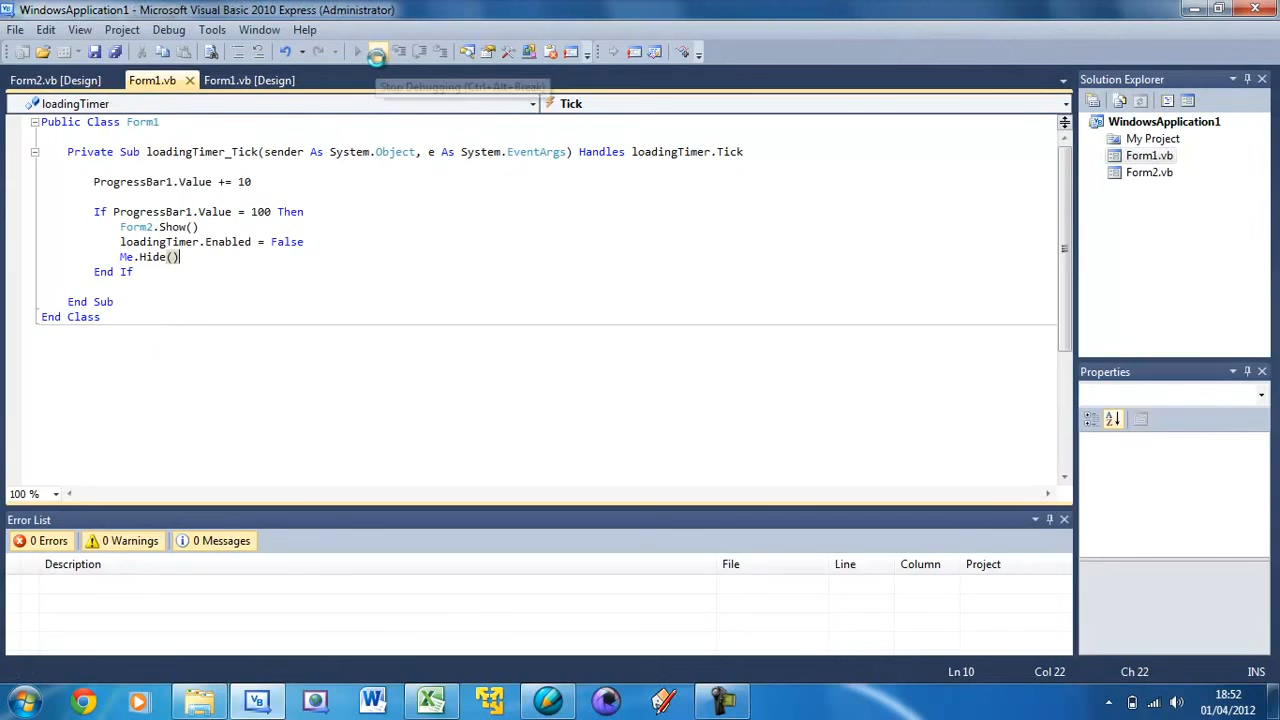 WindowsApplication1 - Microsoft Visual Basic 2010 Express (Administrator)
File Edit View Project Debug Tools Window Help
Stop Debugging (Ctrl+Alt+Break)
Form2.vb [Design] Form1.vb Form1.vb [Design]
loadingTimer Tick
Public Class Form1
Private Sub loadingTimer_Tick(sender As System.Object, e As System.EventArgs) Handles loadingTimer.Tick
ProgressBar1.Value += 10
If ProgressBar1.Value = 100 Then
Form2.Show()
loadingTimer.Enabled = False
Me.Hide()
End If
End Sub
End Class
100 %
Solution Explorer
WindowsApplication1
My Project
Form1.vb
Form2.vb
Properties
Error List
0 Errors 0 Warnings 0 Messages
Description File Line Column Project
Ln 10 Col 22 Ch 22 INS
18:52
01/04/2012